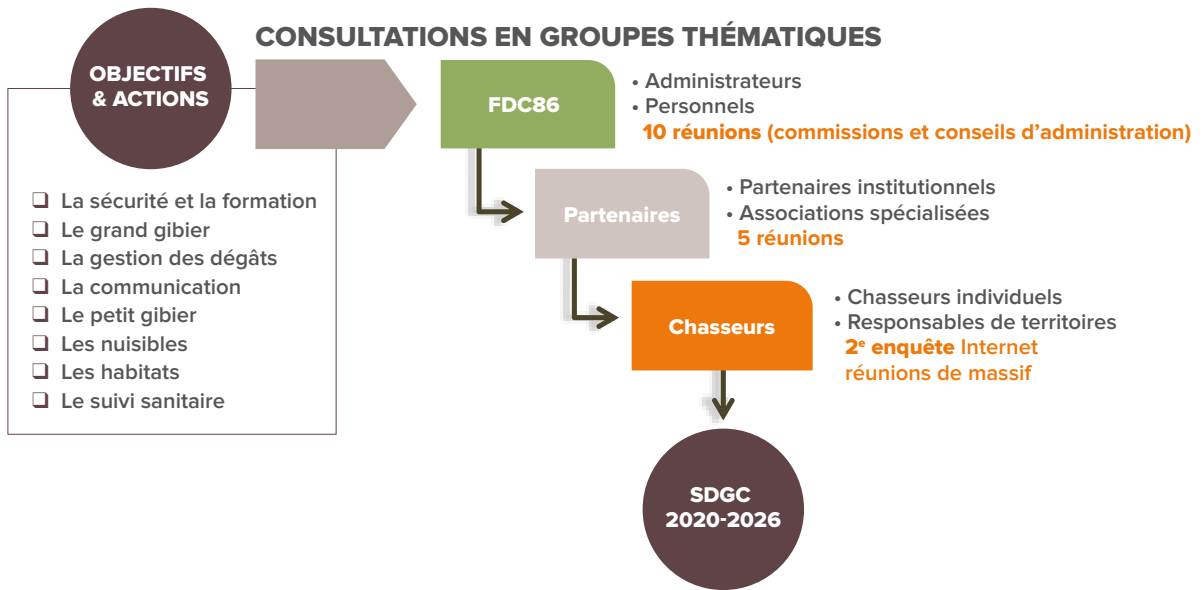 CONSULTATIONS EN GROUPES THÉMATIQUES
OBJECTIFS
& ACTIONS
❑ La sécurité et la formation
❑ Le grand gibier
❑ La gestion des dégâts
❑ La communication
❑ Le petit gibier
❑ Les nuisibles
❑ Les habitats
❑ Le suivi sanitaire
FDC86
• Administrateurs
• Personnels
10 réunions (commissions et conseils d’administration)
Partenaires
• Partenaires institutionnels
• Associations spécialisées
5 réunions
Chasseurs
• Chasseurs individuels
• Responsables de territoires
2e enquête Internet
réunions de massif
SDGC
2020-2026